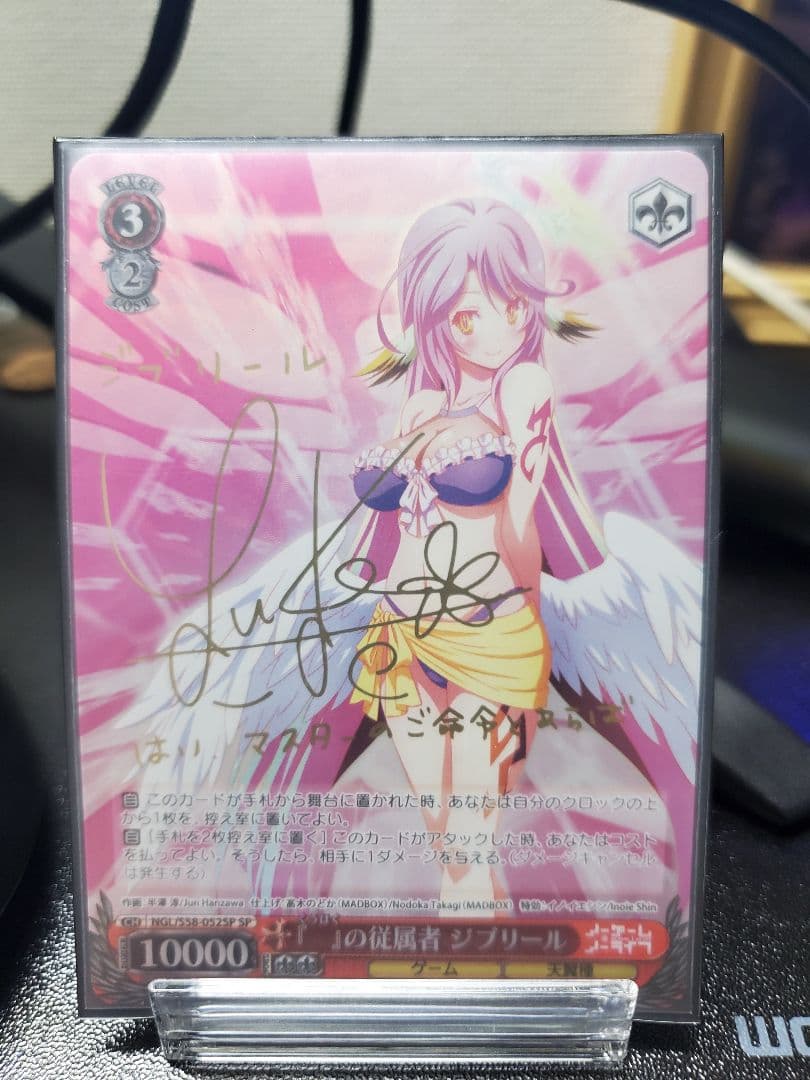 LEVEL
3
2
COST
ジブリール
はい、マスターのご命令とあらば
自 このカードが手札から舞台に置かれた時、あなたは自分のクロックの上
から1枚を、控え室に置いてよい。
自 [手札を2枚控え室に置く] このカードがアタックした時、あなたはコスト
を払ってよい。そうしたら、相手に1ダメージを与える。(ダメージキャンセル
は発生する)
作画:半澤 淳/Jun Hanzawa 仕上げ:高木のどか(MADBOX)/Nodoka Takagi(MADBOX) 特効:イノイエシン/Inoie Shin
CH NGL/S58-052SP SP
くうはく
10000 『　』の従属者 ジブリール
ゲーム 天翼種